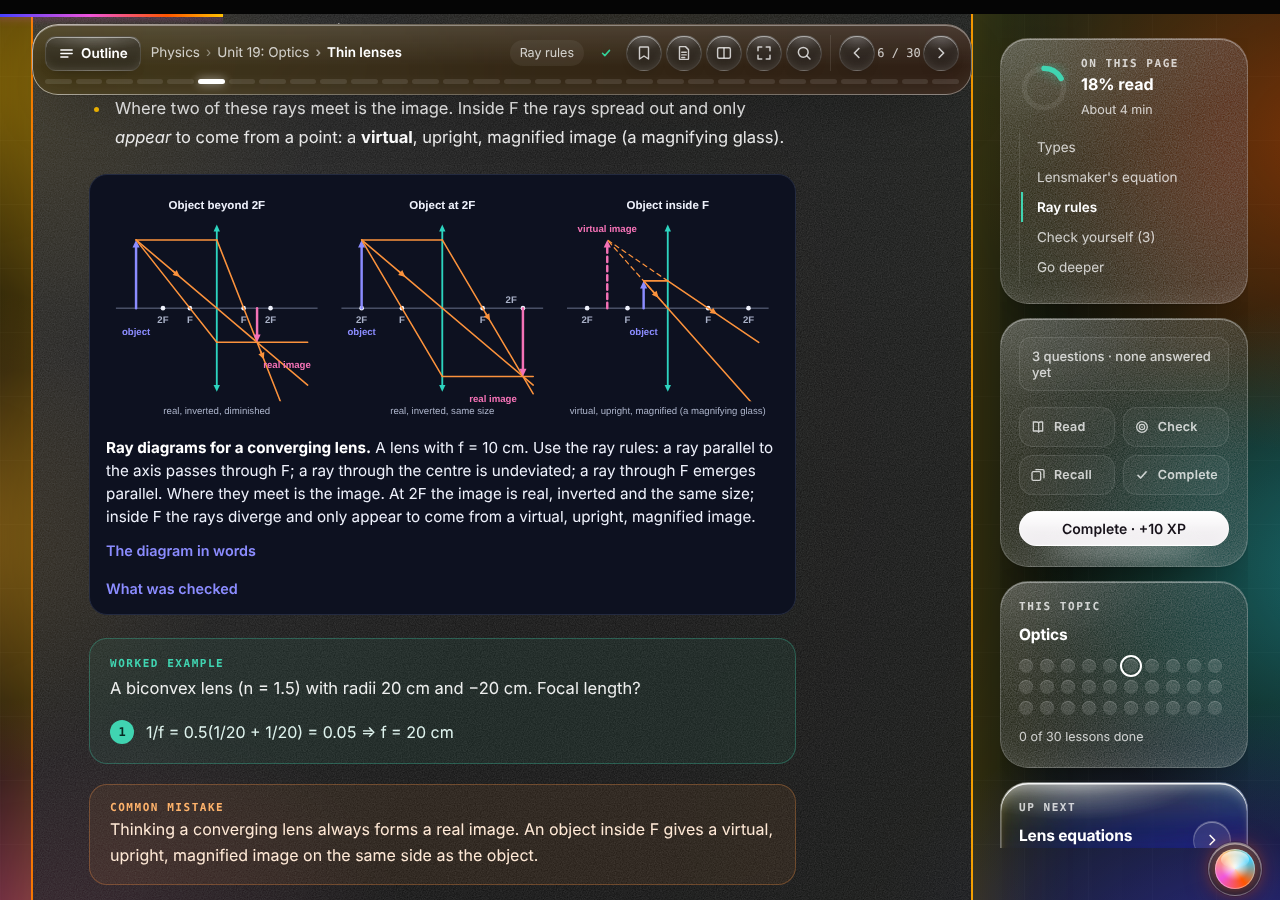 Outline
Physics › Unit 19: Optics › Thin lenses
Ray rules
6 / 30
Where two of these rays meet is the image. Inside F the rays spread out and only
appear to come from a point: a virtual, upright, magnified image (a magnifying glass).
Object beyond 2F
2F
F
F
2F
object
real image
real, inverted, diminished
Object at 2F
2F
2F
F
F
object
real image
real, inverted, same size
Object inside F
virtual image
2F
F
F
2F
object
virtual, upright, magnified (a magnifying glass)
Ray diagrams for a converging lens. A lens with f = 10 cm. Use the ray rules: a ray parallel to
the axis passes through F; a ray through the centre is undeviated; a ray through F emerges
parallel. Where they meet is the image. At 2F the image is real, inverted and the same size;
inside F the rays diverge and only appear to come from a virtual, upright, magnified image.
The diagram in words
What was checked
WORKED EXAMPLE
A biconvex lens (n = 1.5) with radii 20 cm and −20 cm. Focal length?
1 1/f = 0.5(1/20 + 1/20) = 0.05 ⇒ f = 20 cm
COMMON MISTAKE
Thinking a converging lens always forms a real image. An object inside F gives a virtual,
upright, magnified image on the same side as the object.
ON THIS PAGE
18% read
About 4 min
Types
Lensmaker's equation
Ray rules
Check yourself (3)
Go deeper
3 questions · none answered
yet
Read
Check
Recall
Complete
Complete · +10 XP
THIS TOPIC
Optics
0 of 30 lessons done
UP NEXT
Lens equations